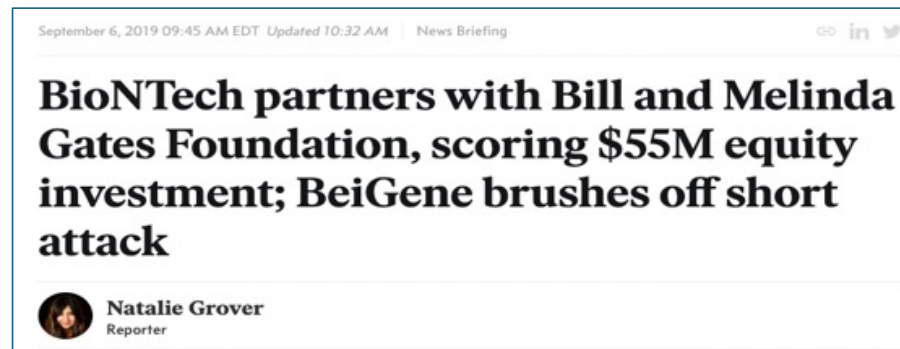 September 6, 2019 09:45 AM EDT Updated 10:32 AM News Briefing
in
BioNTech partners with Bill and Melinda
Gates Foundation, scoring $55M equity
investment; BeiGene brushes off short
attack
Natalie Grover
Reporter